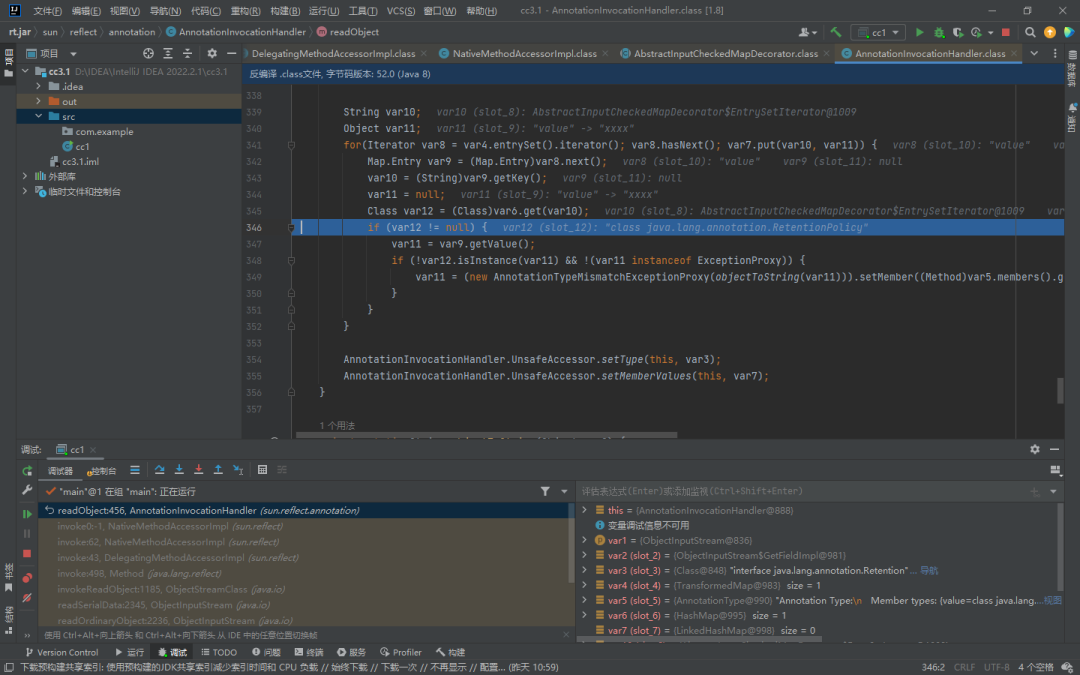 文件(F) 编辑(E) 视图(V) 导航(N) 代码(C) 重构(R) 构建(B) 运行(U) 工具(T) VCS(S) 窗口(W) 帮助(H) cc3.1 - AnnotationInvocationHandler.class [1.8]
rt.jar › sun › reflect › annotation › AnnotationInvocationHandler › readObject cc1
项目 DelegatingMethodAccessorImpl.class NativeMethodAccessorImpl.class AbstractInputCheckedMapDecorator.class AnnotationInvocationHandler.class
cc3.1 D:\IDEA\IntelliJ IDEA 2022.2.1\cc3.1
.idea
out
src
com.example
cc1
cc3.1.iml
外部库
临时文件和控制台
项目
数据库
通知
反编译 .class文件, 字节码版本: 52.0 (Java 8)
338
339 String var10; var10 (slot_8): AbstractInputCheckedMapDecorator$EntrySetIterator@1009
340 Object var11; var11 (slot_9): "value" -> "xxxx"
341 for(Iterator var8 = var4.entrySet().iterator(); var8.hasNext(); var7.put(var10, var11)) { var8 (slot_10): "value" va
342 Map.Entry var9 = (Map.Entry)var8.next(); var8 (slot_10): "value" var9 (slot_11): null
343 var10 = (String)var9.getKey(); var9 (slot_11): null
344 var11 = null; var11 (slot_9): "value" -> "xxxx"
345 Class var12 = (Class)var6.get(var10); var10 (slot_8): AbstractInputCheckedMapDecorator$EntrySetIterator@1009 var
346 if (var12 != null) { var12 (slot_12): "class java.lang.annotation.RetentionPolicy"
347 var11 = var9.getValue();
348 if (!var12.isInstance(var11) && !(var11 instanceof ExceptionProxy)) {
349 var11 = (new AnnotationTypeMismatchExceptionProxy(objectToString(var11))).setMember((Method)var5.members().g
350 }
351 }
352 }
353
354 AnnotationInvocationHandler.UnsafeAccessor.setType(this, var3);
355 AnnotationInvocationHandler.UnsafeAccessor.setMemberValues(this, var7);
356 }
357
1 个用法
调试: cc1
调试器 控制台
"main"@1 在组 "main": 正在运行
readObject:456, AnnotationInvocationHandler (sun.reflect.annotation)
invoke0:-1, NativeMethodAccessorImpl (sun.reflect)
invoke:62, NativeMethodAccessorImpl (sun.reflect)
invoke:43, DelegatingMethodAccessorImpl (sun.reflect)
invoke:498, Method (java.lang.reflect)
invokeReadObject:1185, ObjectStreamClass (java.io)
readSerialData:2345, ObjectInputStream (java.io)
readOrdinaryObject:2236, ObjectInputStream (java.io)
使用 Ctrl+Alt+向上箭头 和 Ctrl+Alt+向下箭头 从 IDE 中的任意位置切换帧
评估表达式(Enter)或添加监视(Ctrl+Shift+Enter)
this = {AnnotationInvocationHandler@888}
变量调试信息不可用
var1 = {ObjectInputStream@836}
var2 (slot_2) = {ObjectInputStream$GetFieldImpl@981}
var3 (slot_3) = {Class@848} "interface java.lang.annotation.Retention"... 导航
var4 (slot_4) = {TransformedMap@983} size = 1
var5 (slot_5) = {AnnotationType@990} "Annotation Type:\n Member types: {value=class java.lang... 视图
var6 (slot_6) = {HashMap@995} size = 1
var7 (slot_7) = {LinkedHashMap@998} size = 0
书签
结构
Version Control 运行 调试 TODO 问题 终端 服务 Profiler 构建
下载预构建共享索引: 使用预构建的JDK共享索引减少索引时间和 CPU 负载 // 始终下载 // 下载一次 // 不再显示 // 配置... (昨天 10:59) 346:2 CRLF UTF-8 4 个空格